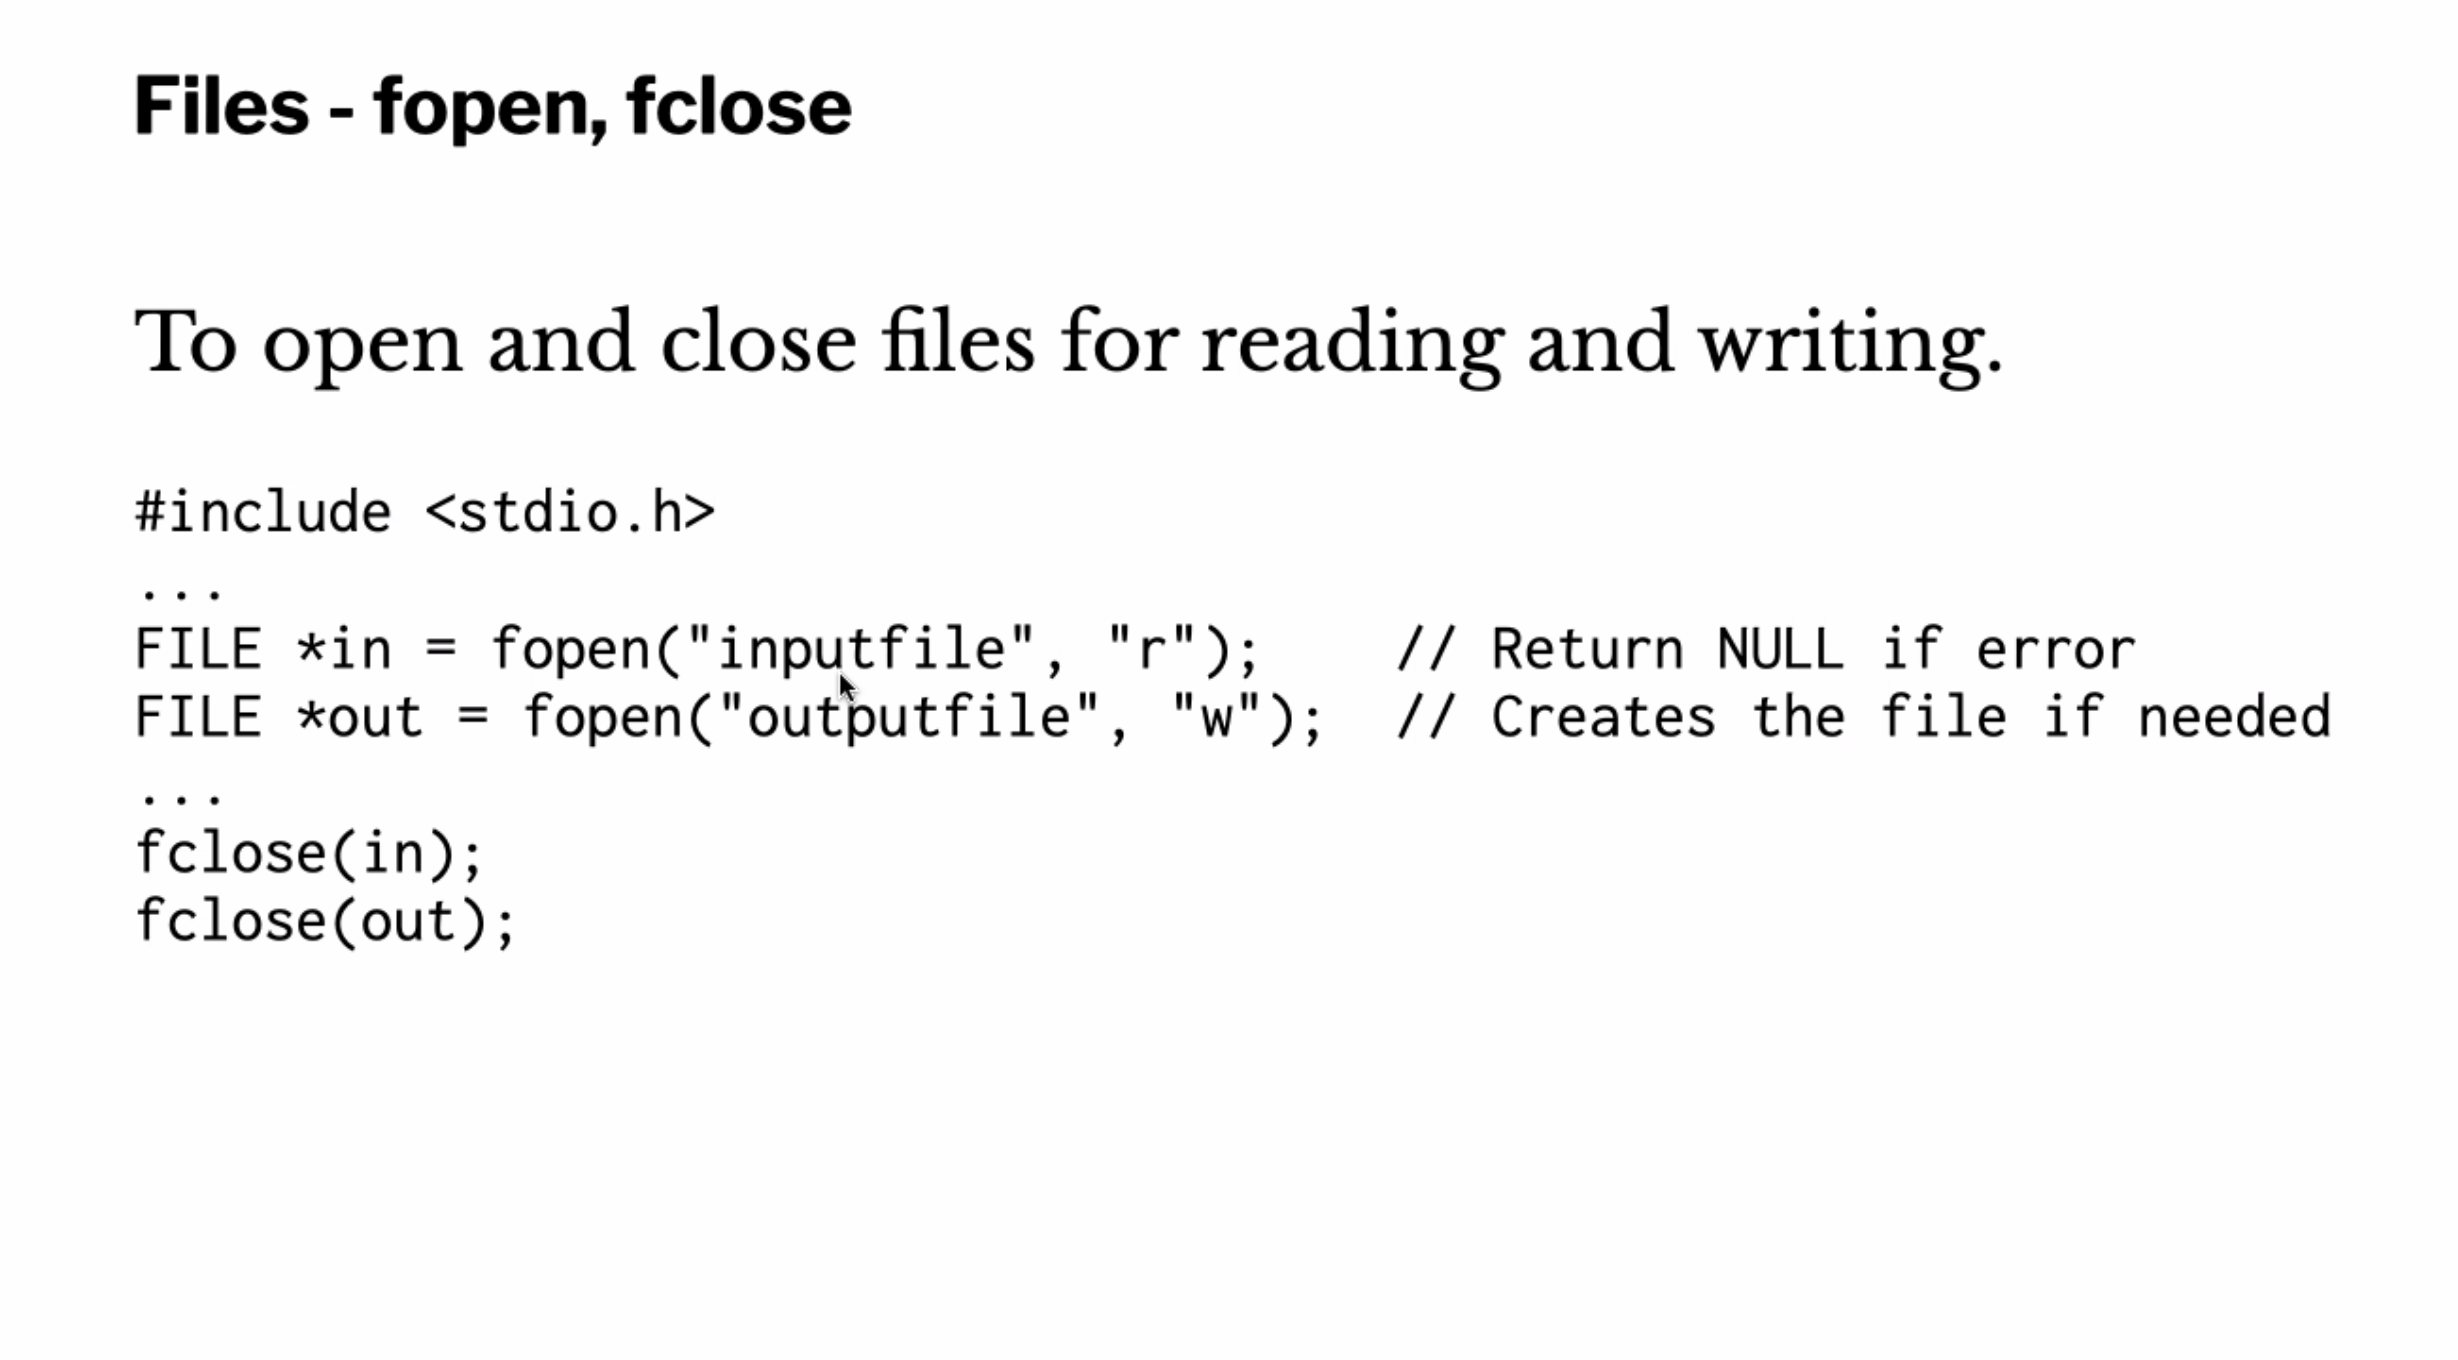 Files - fopen, fclose
To open and close files for reading and writing.
#include <stdio.h>
...
FILE *in = fopen("inputfile", "r");    // Return NULL if error
FILE *out = fopen("outputfile", "w");  // Creates the file if needed
...
fclose(in);
fclose(out);